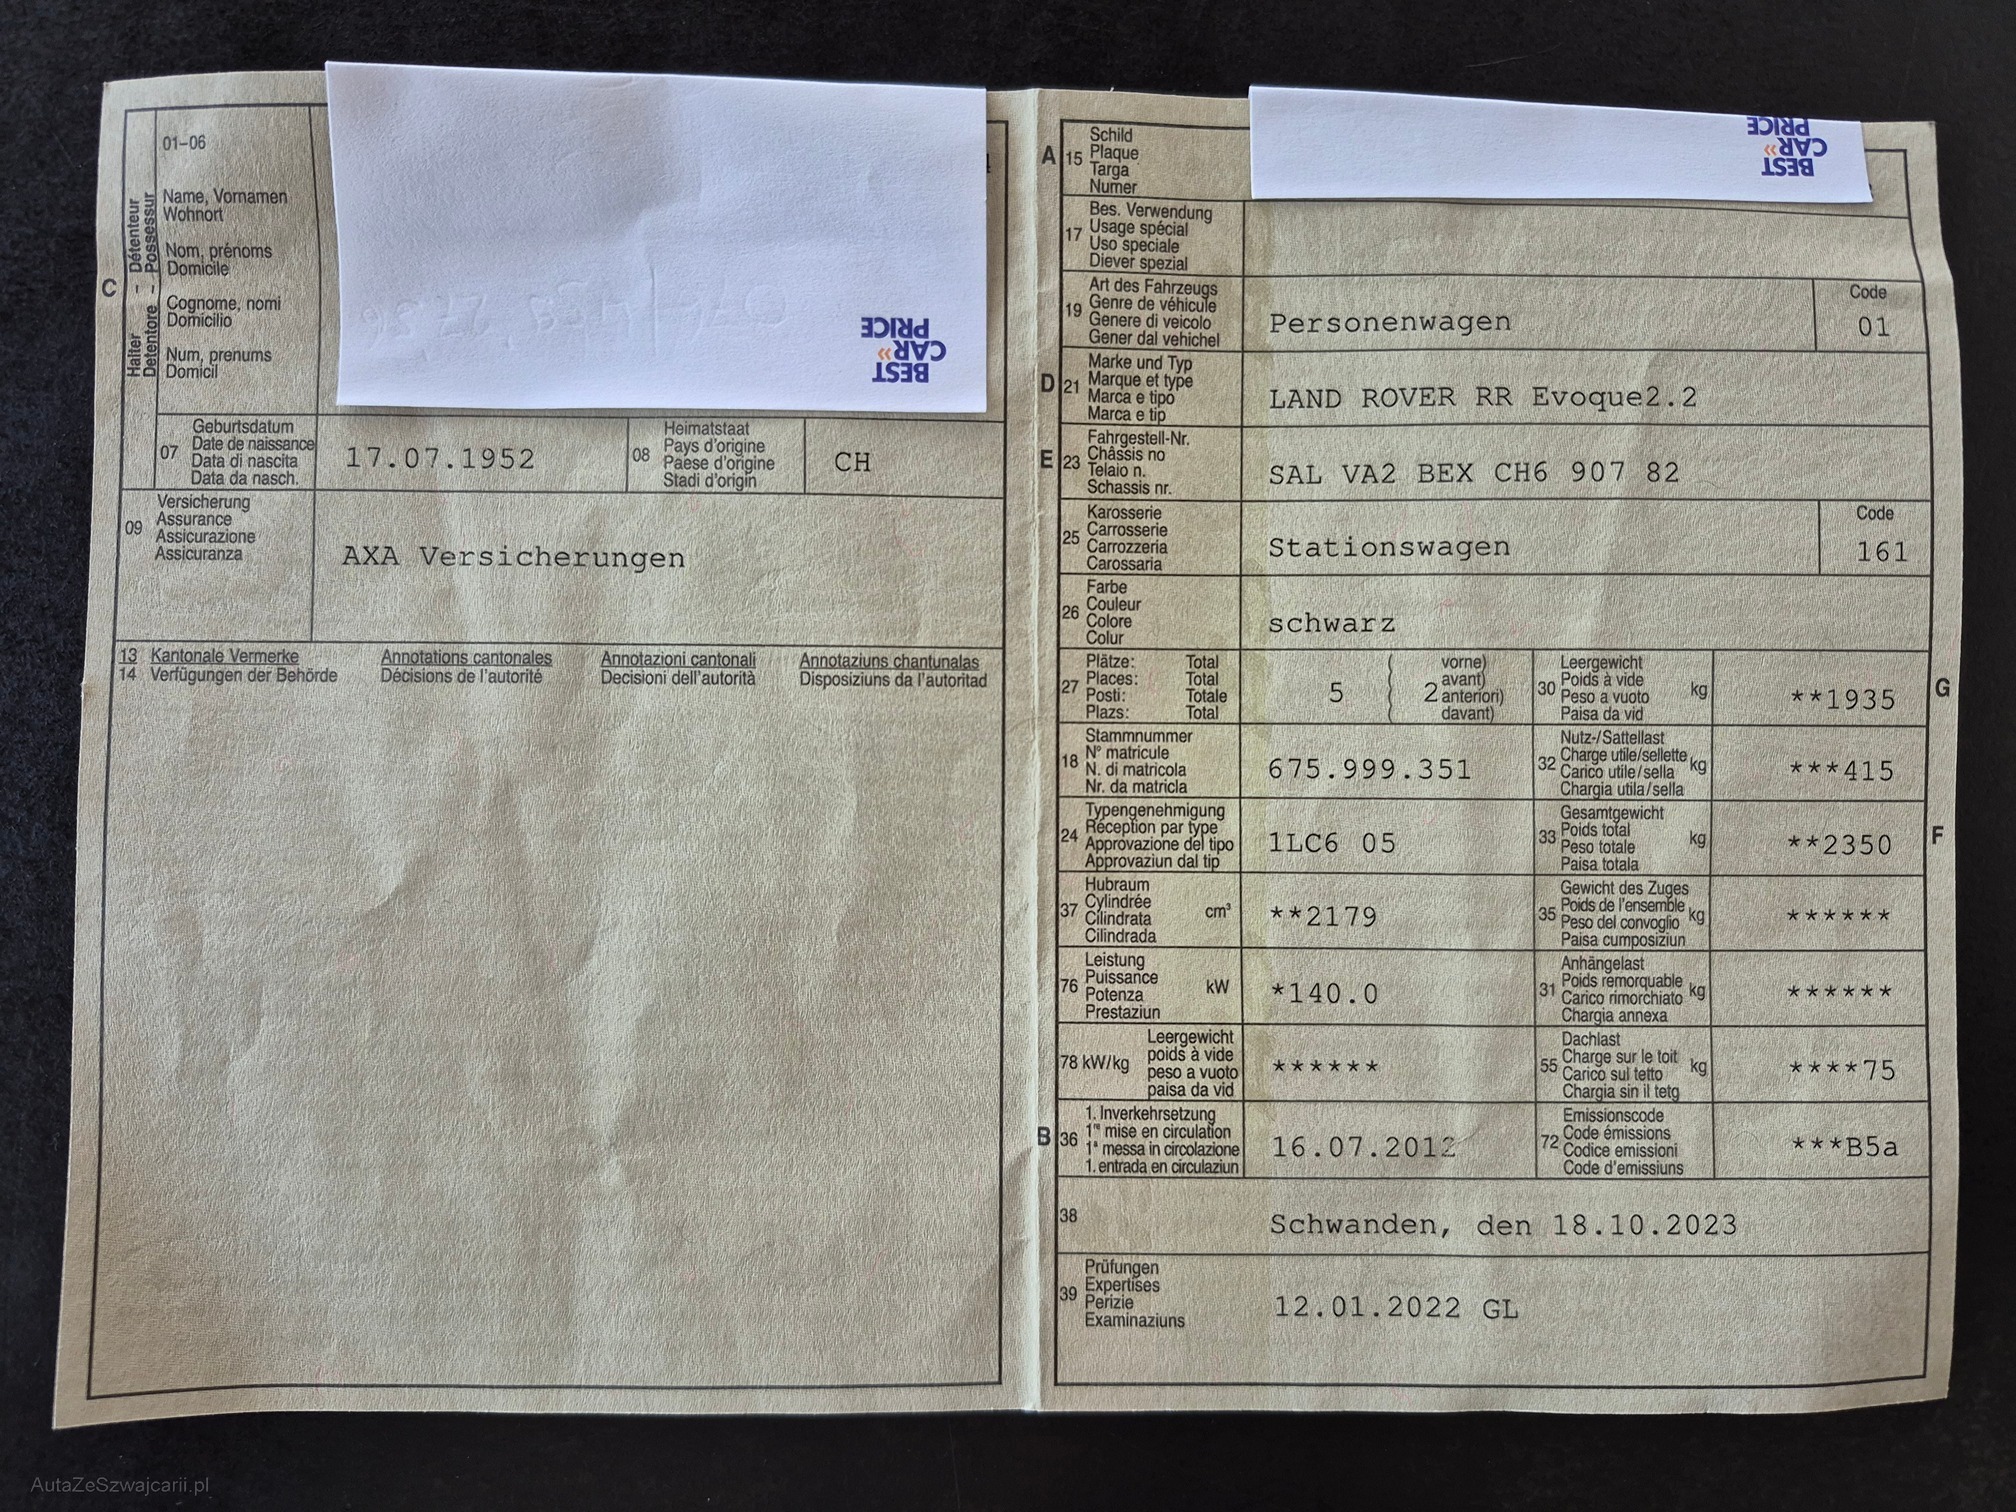 01-06
Halter - Détenteur
Detentore - Possessur
C
Name, Vornamen
Wohnort
Nom, prénoms
Domicile
Cognome, nomi
Domicilio
Num, prenums
Domicil
BEST
CAR»
PRICE
07
Geburtsdatum
Date de naissance
Data di nascita
Data da nasch.
17.07.1952
08
Heimatstaat
Pays d'origine
Paese d'origine
Stadi d'origin
CH
09
Versicherung
Assurance
Assicurazione
Assicuranza
AXA Versicherungen
13 Kantonale Vermerke Annotations cantonales Annotazioni cantonali Annotaziuns chantunalas
14 Verfügungen der Behörde Décisions de l'autorité Decisioni dell'autorità Disposiziuns da l'autoritad
A
15
Schild
Plaque
Targa
Numer
BEST
CAR»
PRICE
17
Bes. Verwendung
Usage spécial
Uso speciale
Diever spezial
19
Art des Fahrzeugs
Genre de véhicule
Genere di veicolo
Gener dal vehichel
Personenwagen
Code
01
D
21
Marke und Typ
Marque et type
Marca e tipo
Marca e tip
LAND ROVER RR Evoque2.2
E
23
Fahrgestell-Nr.
Châssis no
Telaio n.
Schassis nr.
SAL VA2 BEX CH6 907 82
25
Karosserie
Carrosserie
Carrozzeria
Carossaria
Stationswagen
Code
161
26
Farbe
Couleur
Colore
Colur
schwarz
27
Plätze: Total
Places: Total
Posti: Totale
Plazs: Total
5
( vorne)
avant)
2 anteriori)
( davant)
30
Leergewicht
Poids à vide
Peso a vuoto
Paisa da vid
kg
**1935
G
18
Stammnummer
N° matricule
N. di matricola
Nr. da matricla
675.999.351
32
Nutz-/Sattellast
Charge utile/sellette
Carico utile/sella
Chargia utila/sella
kg
***415
24
Typengenehmigung
Réception par type
Approvazione del tipo
Approvaziun dal tip
1LC6 05
33
Gesamtgewicht
Poids total
Peso totale
Paisa totala
kg
**2350
F
37
Hubraum
Cylindrée
Cilindrata
Cilindrada
cm³
**2179
35
Gewicht des Zuges
Poids de l'ensemble
Peso del convoglio
Paisa cumposiziun
kg
******
76
Leistung
Puissance
Potenza
Prestaziun
kW
*140.0
31
Anhängelast
Poids remorquable
Carico rimorchiato
Chargia annexa
kg
******
78 kW/kg
Leergewicht
poids à vide
peso a vuoto
paisa da vid
******
55
Dachlast
Charge sur le toit
Carico sul tetto
Chargia sin il tetg
kg
****75
B
36
1. Inverkehrsetzung
1re mise en circulation
1a messa in circolazione
1. entrada en circulaziun
16.07.2012
72
Emissionscode
Code émissions
Codice emissioni
Code d'emissiuns
***B5a
38
Schwanden, den 18.10.2023
39
Prüfungen
Expertises
Perizie
Examinaziuns
12.01.2022 GL
AutaZeSzwajcarii.pl